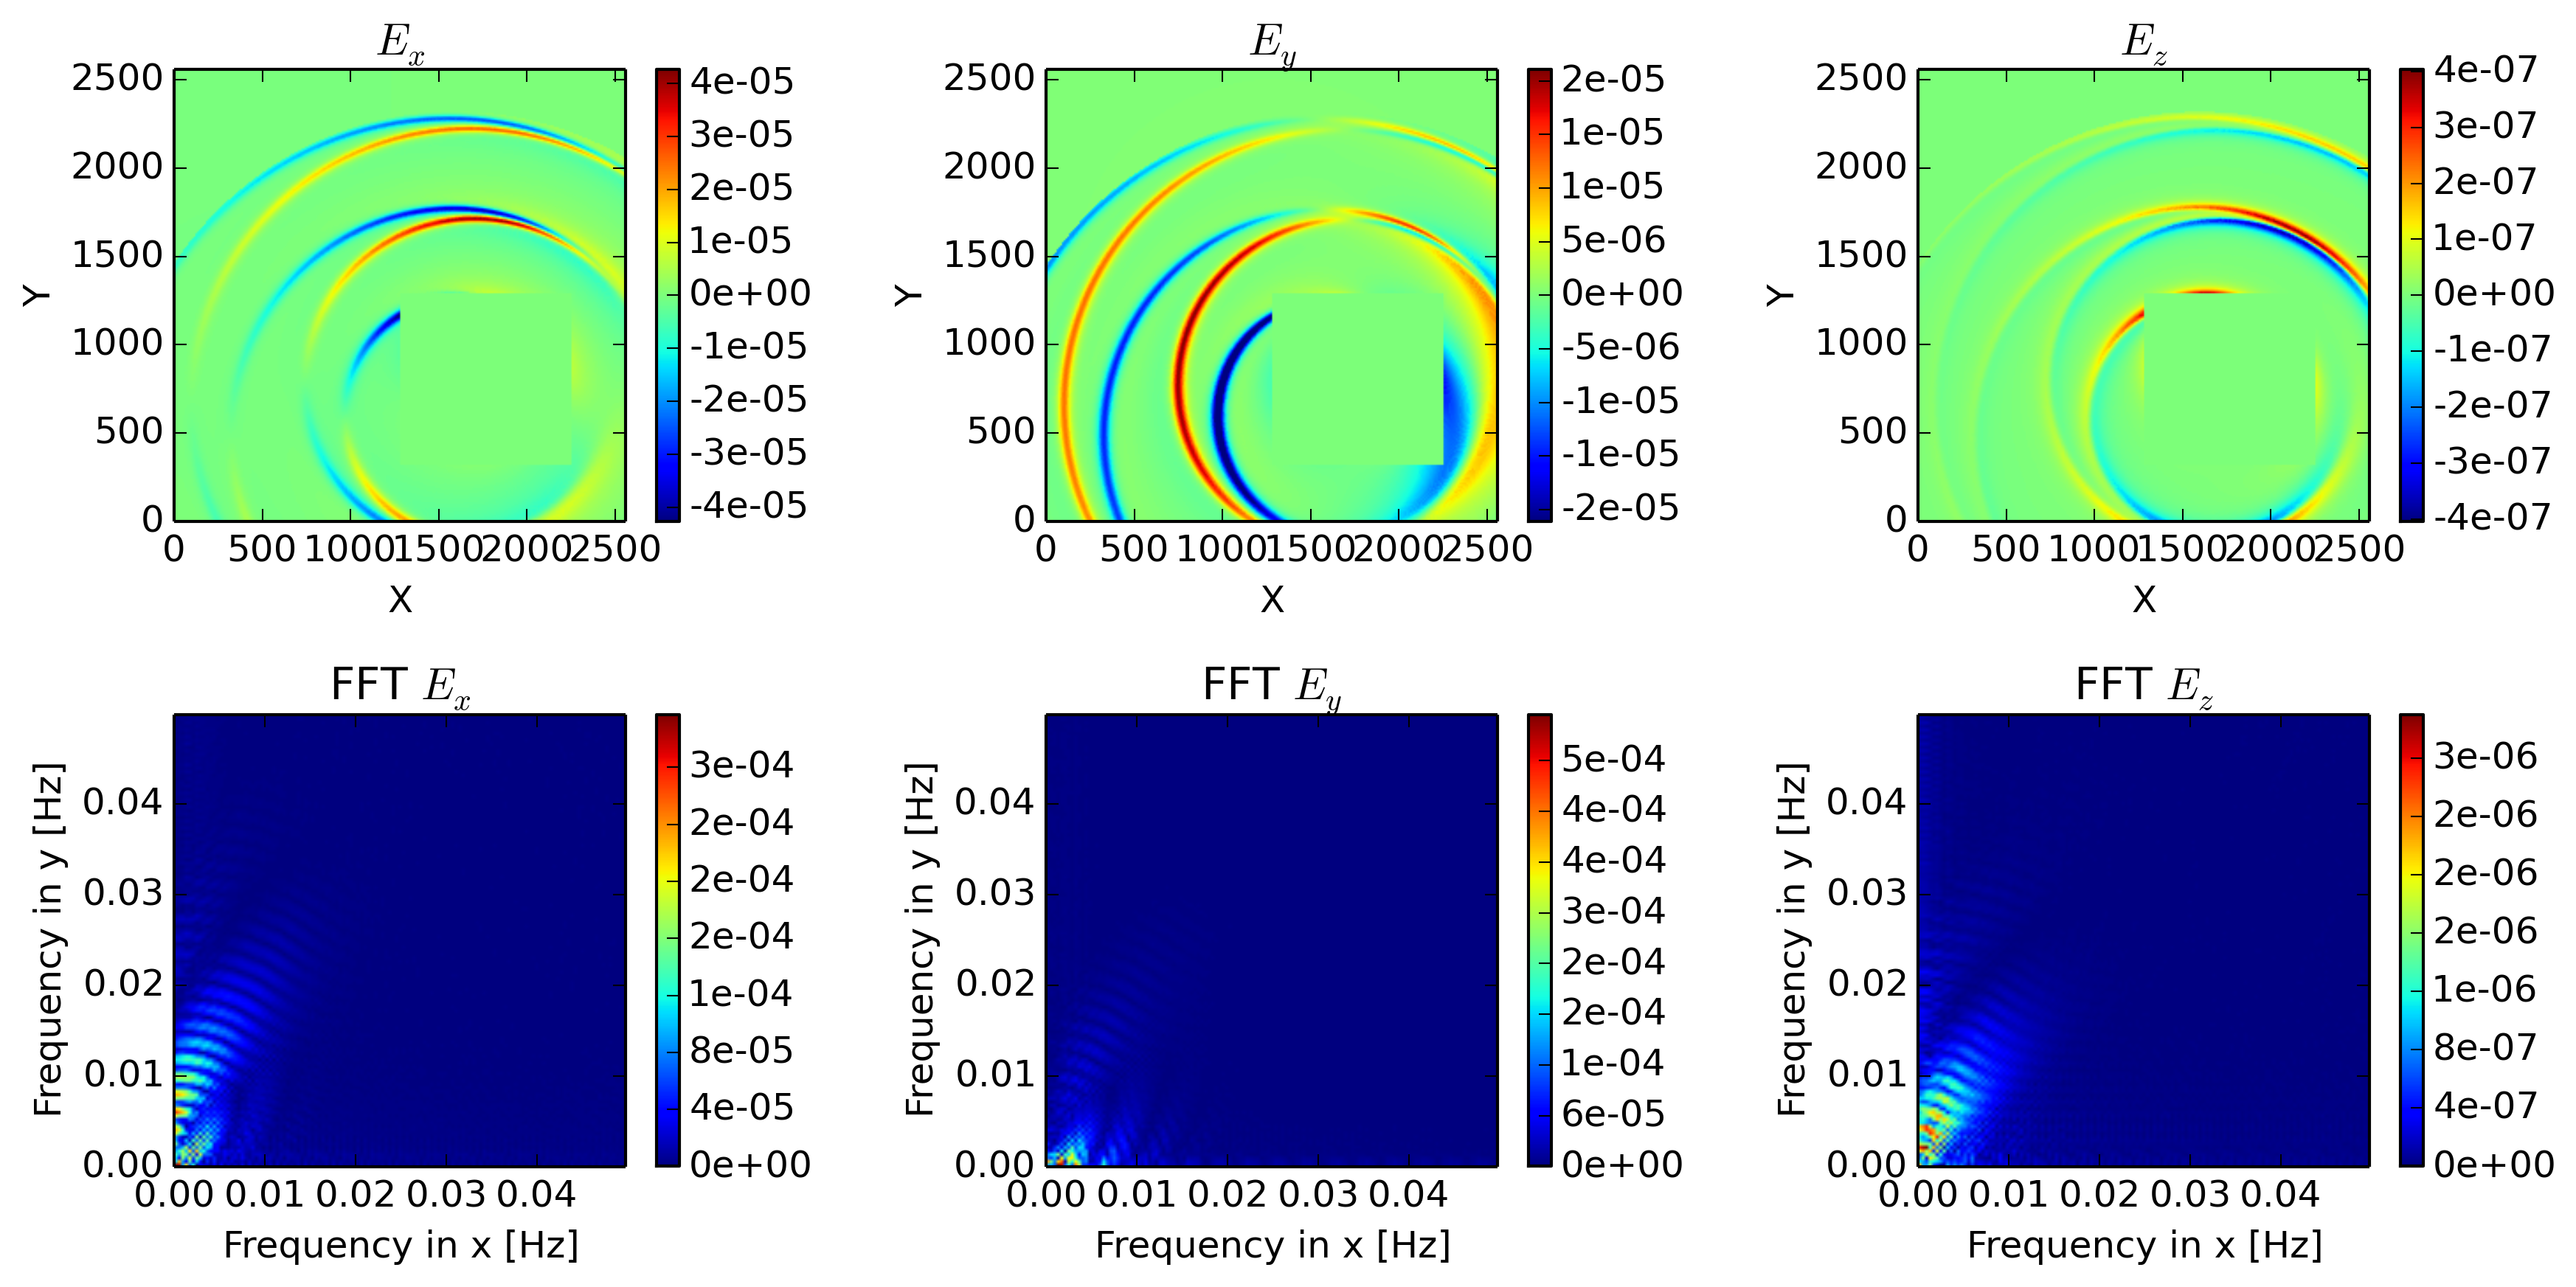 E_x
2500
2000
1500
1000
500
0
Y
0 500 1000 1500 2000 2500
X
4e-05
3e-05
2e-05
1e-05
0e+00
-1e-05
-2e-05
-3e-05
-4e-05
E_y
2500
2000
1500
1000
500
0
Y
0 500 1000 1500 2000 2500
X
2e-05
1e-05
1e-05
5e-06
0e+00
-5e-06
-1e-05
-1e-05
-2e-05
E_z
2500
2000
1500
1000
500
0
Y
0 500 1000 1500 2000 2500
X
4e-07
3e-07
2e-07
1e-07
0e+00
-1e-07
-2e-07
-3e-07
-4e-07
FFT E_x
0.04
0.03
0.02
0.01
0.00
Frequency in y [Hz]
0.00 0.01 0.02 0.03 0.04
Frequency in x [Hz]
3e-04
2e-04
2e-04
2e-04
1e-04
8e-05
4e-05
0e+00
FFT E_y
0.04
0.03
0.02
0.01
0.00
Frequency in y [Hz]
0.00 0.01 0.02 0.03 0.04
Frequency in x [Hz]
5e-04
4e-04
4e-04
3e-04
2e-04
2e-04
1e-04
6e-05
0e+00
FFT E_z
0.04
0.03
0.02
0.01
0.00
Frequency in y [Hz]
0.00 0.01 0.02 0.03 0.04
Frequency in x [Hz]
3e-06
2e-06
2e-06
2e-06
1e-06
8e-07
4e-07
0e+00